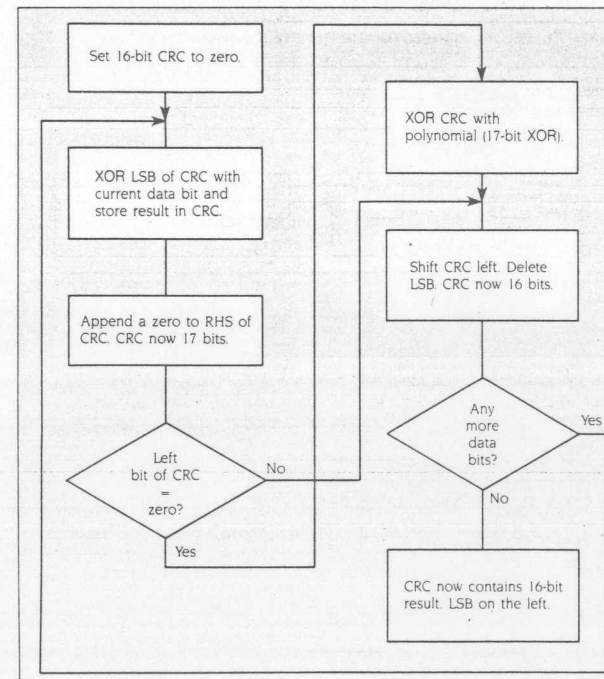 Set 16-bit CRC to zero.
XOR LSB of CRC with
current data bit and
store result in CRC.
Append a zero to RHS of
CRC. CRC now 17 bits.
Left
bit of CRC
=
zero?
No
Yes
XOR CRC with
polynomial (17-bit XOR).
Shift CRC left. Delete
LSB. CRC now 16 bits.
Any
more
data
bits?
Yes
No
CRC now contains 16-bit
result. LSB on the left.